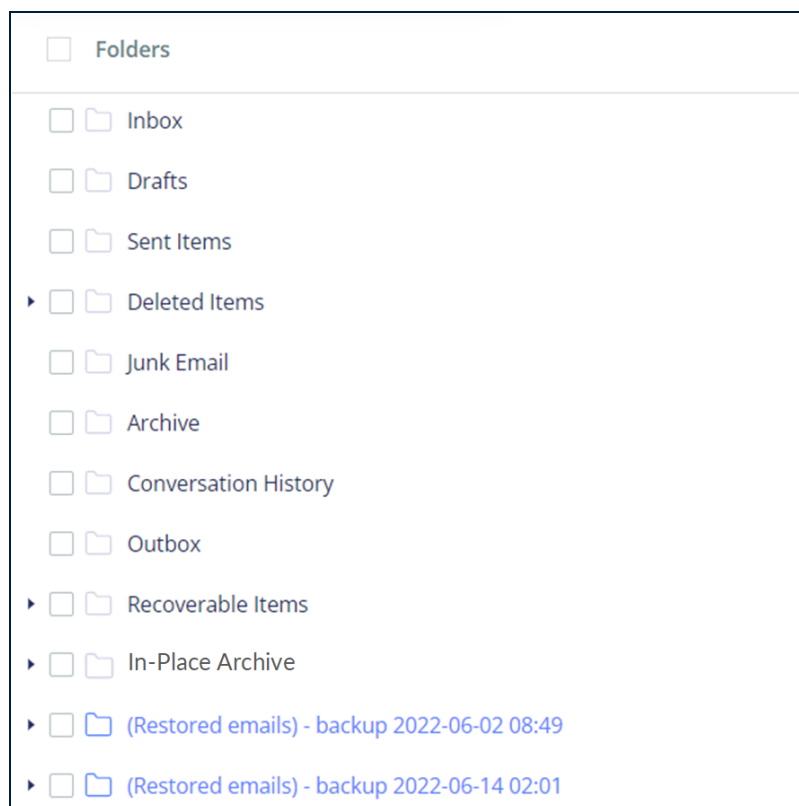 Folders
Inbox
Drafts
Sent Items
Deleted Items
Junk Email
Archive
Conversation History
Outbox
Recoverable Items
In-Place Archive
(Restored emails) - backup 2022-06-02 08:49
(Restored emails) - backup 2022-06-14 02:01